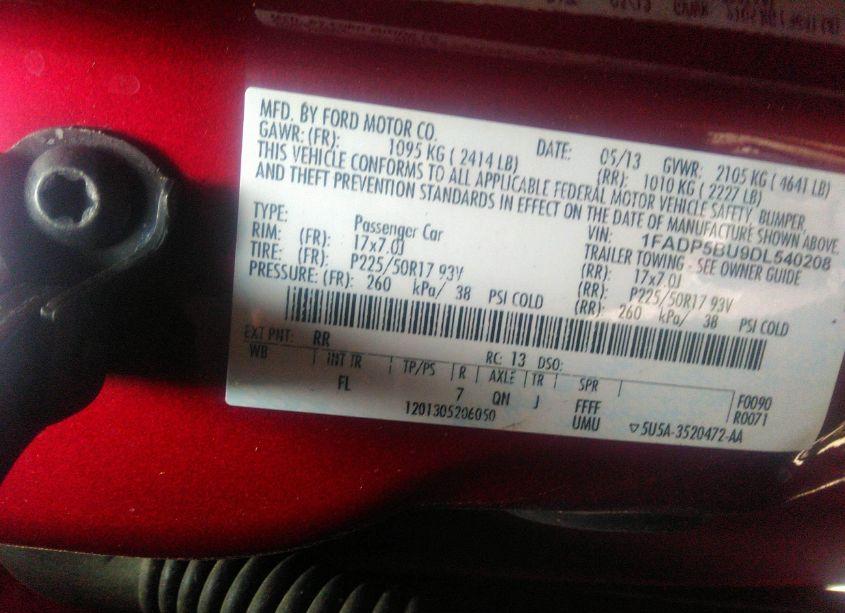 MFD. BY FORD MOTOR CO. DATE: 05/13 GVWR: 2105 KG ( 4641 LB)
GAWR: (FR): 1095 KG ( 2414 LB) (RR): 1010 KG ( 2227 LB)
THIS VEHICLE CONFORMS TO ALL APPLICABLE FEDERAL MOTOR VEHICLE SAFETY, BUMPER,
AND THEFT PREVENTION STANDARDS IN EFFECT ON THE DATE OF MANUFACTURE SHOWN ABOVE.
VIN: 1FADP5BU9DL540208
TYPE: Passenger Car TRAILER TOWING - SEE OWNER GUIDE
RIM: (FR): 17x7.0J (RR): 17x7.0J
TIRE: (FR): P225/50R17 93V (RR): P225/50R17 93V
PRESSURE: (FR): 260 kPa/ 38 PSI COLD (RR): 260 kPa/ 38 PSI COLD
EXT PNT: RR RC: 13 DSO:
WB INT TR TP/PS R AXLE TR SPR
FL 7 QN J FFFF F0090
UMU R0071
1201305206050 ▽5U5A-3520472-AA